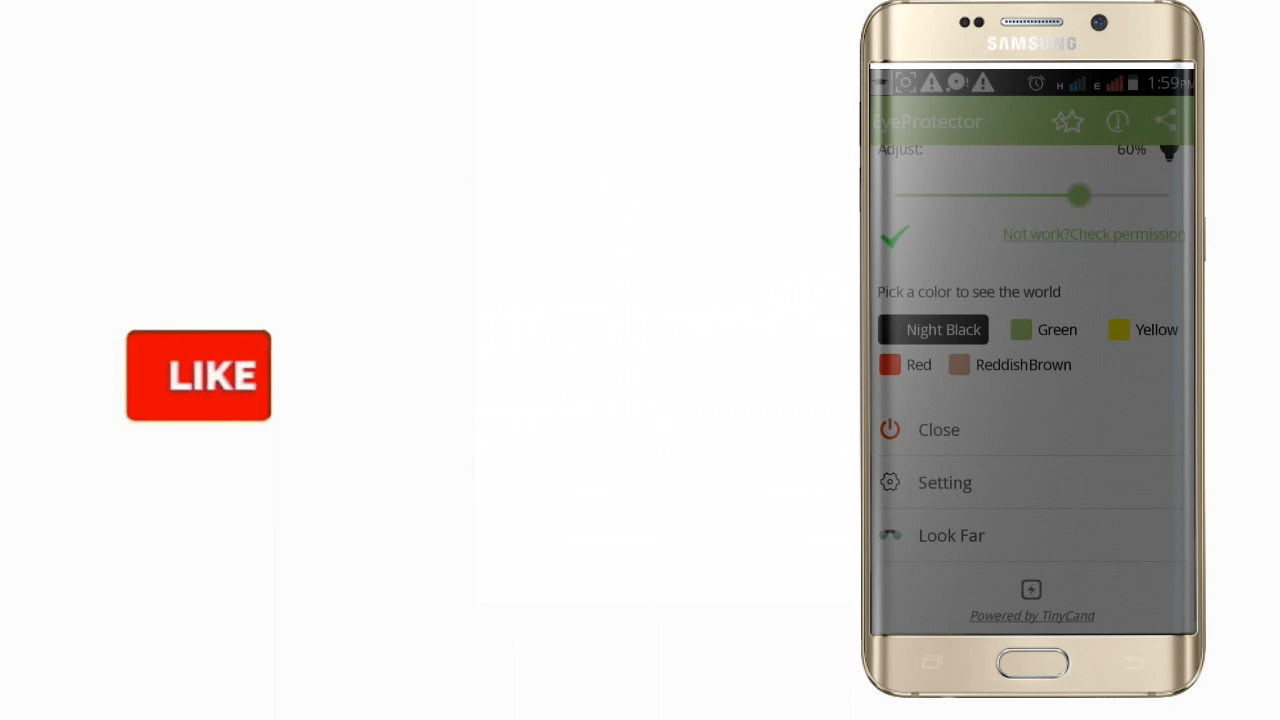 LIKE
SAMSUNG
H
E
1:59PM
EyeProtector
Adjust: 60%
Not work?Check permission
Pick a color to see the world
Night Black Green Yellow
Red ReddishBrown
Close
Setting
Look Far
Powered by TinyCand